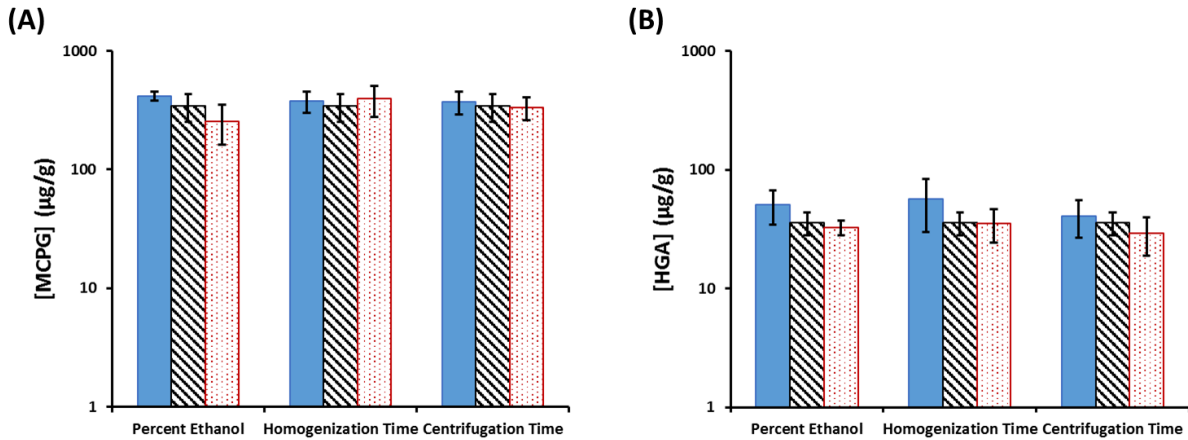 (A)
[MCPG] (µg/g)
1000
100
10
1
Percent Ethanol
Homogenization Time
Centrifugation Time
(B)
[HGA] (µg/g)
1000
100
10
1
Percent Ethanol
Homogenization Time
Centrifugation Time